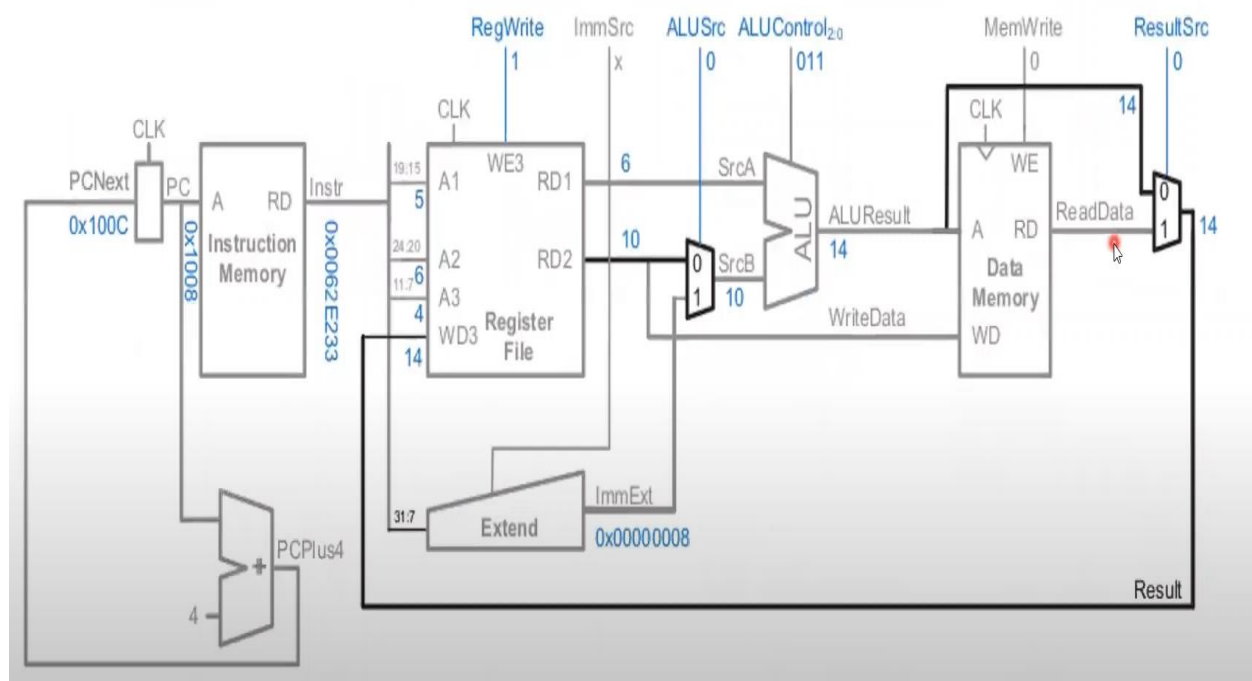 RegWrite ImmSrc ALUSrc ALUControl2:0 MemWrite ResultSrc
1 x 0 011 0 0
CLK CLK CLK
14
PCNext PC Instr
0x100C 0x1008 0x0062E233
A RD
Instruction
Memory
19:15 A1 WE3 RD1 6 SrcA
5
24:20 A2 RD2 10 0 SrcB
6
11:7 A3 1 10
4
WD3 Register
File
14
ALU ALUResult
14
WE
A RD ReadData 0
1 14
Data
Memory
WriteData WD
31:7 Extend ImmExt
0x00000008
+ PCPlus4
4
Result